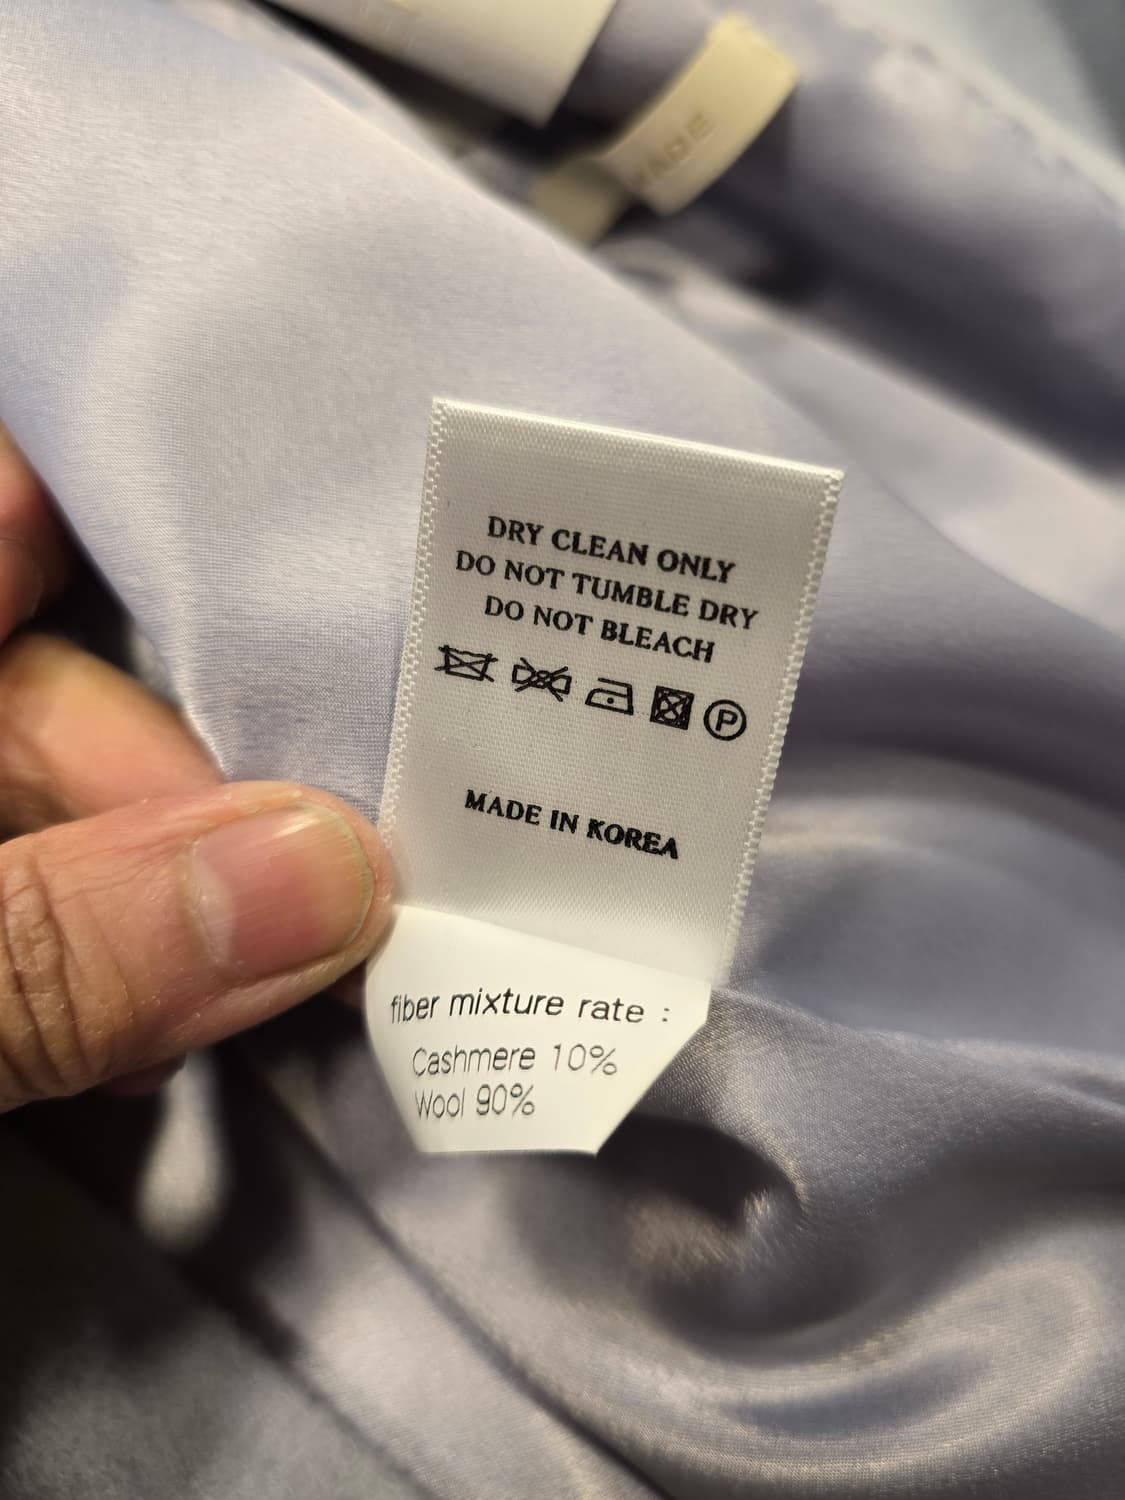 DRY CLEAN ONLY
DO NOT TUMBLE DRY
DO NOT BLEACH
P
MADE IN KOREA
fiber mixture rate :
Cashmere 10%
Wool 90%